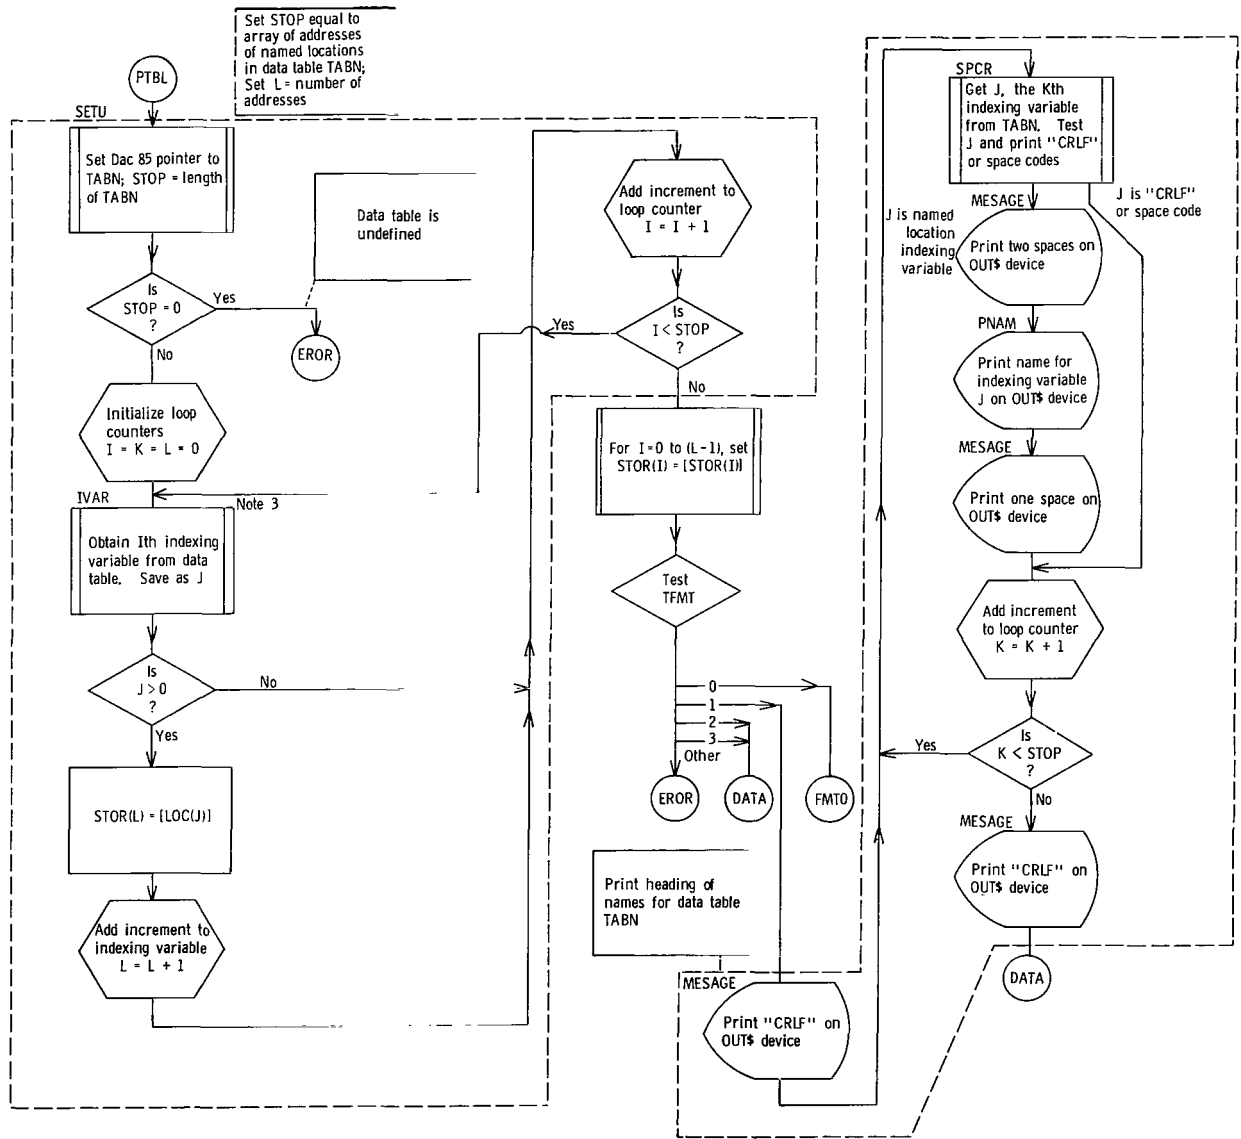 Set STOP equal to
array of addresses
of named locations
in data table TABN;
Set L = number of
addresses
PTBL
SETU
Set Dac 85 pointer to
TABN; STOP = length
of TABN
Data table is
undefined
Is
STOP = 0
?
Yes
No
EROR
Initialize loop
counters
I = K = L = 0
Note 3
IVAR
Obtain Ith indexing
variable from data
table. Save as J
Is
J > 0
?
No
Yes
STOR(L) = [LOC(J)]
Add increment to
indexing variable
L = L + 1
Add increment to
loop counter
I = I + 1
Is
I < STOP
?
Yes
No
For I=0 to (L-1), set
STOR(I) = [STOR(I)]
Test
TFMT
0
1
2
3
Other
EROR
DATA
FMTO
Print heading of
names for data table
TABN
MESAGE
Print "CRLF" on
OUT$ device
SPCR
Get J, the Kth
indexing variable
from TABN. Test
J and print "CRLF"
or space codes
J is "CRLF"
or space code
MESAGE
J is named
location
indexing
variable
Print two spaces on
OUT$ device
PNAM
Print name for
indexing variable
J on OUT$ device
MESAGE
Print one space on
OUT$ device
Add increment
to loop counter
K = K + 1
Is
K < STOP
?
Yes
No
MESAGE
Print "CRLF" on
OUT$ device
DATA